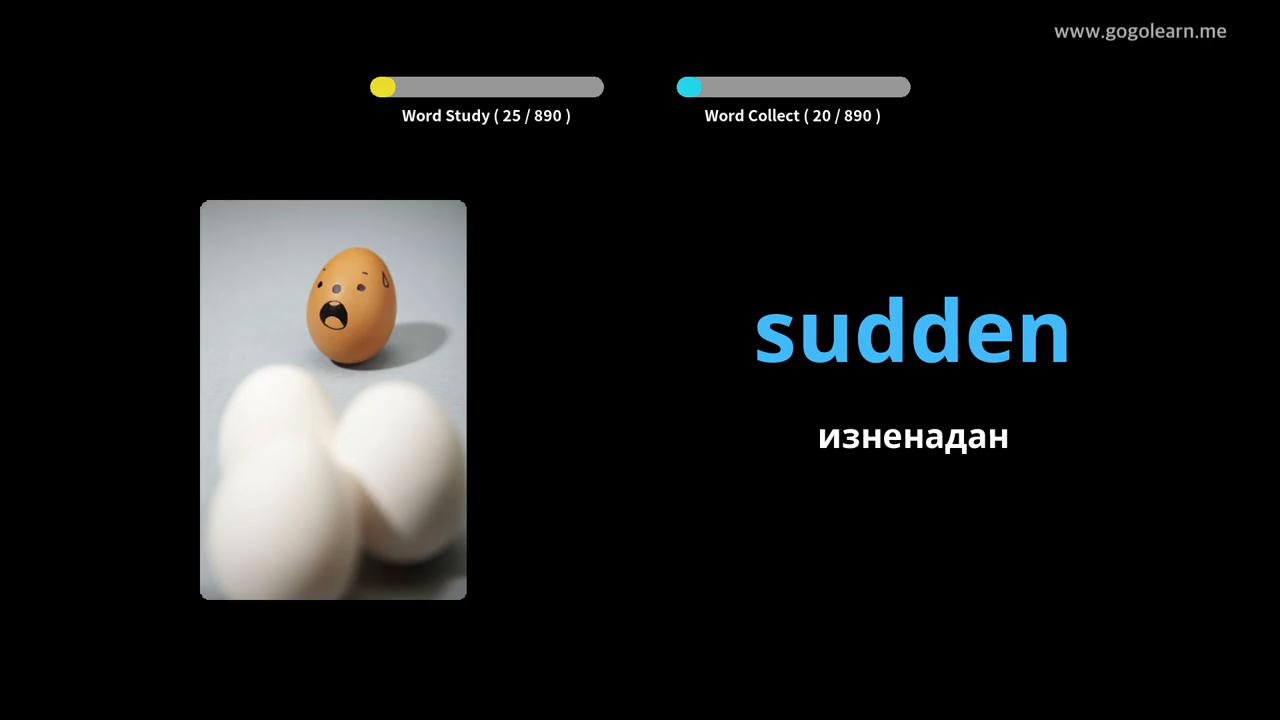 www.gogolearn.me
Word Study ( 25 / 890 )
Word Collect ( 20 / 890 )
sudden
изненадан